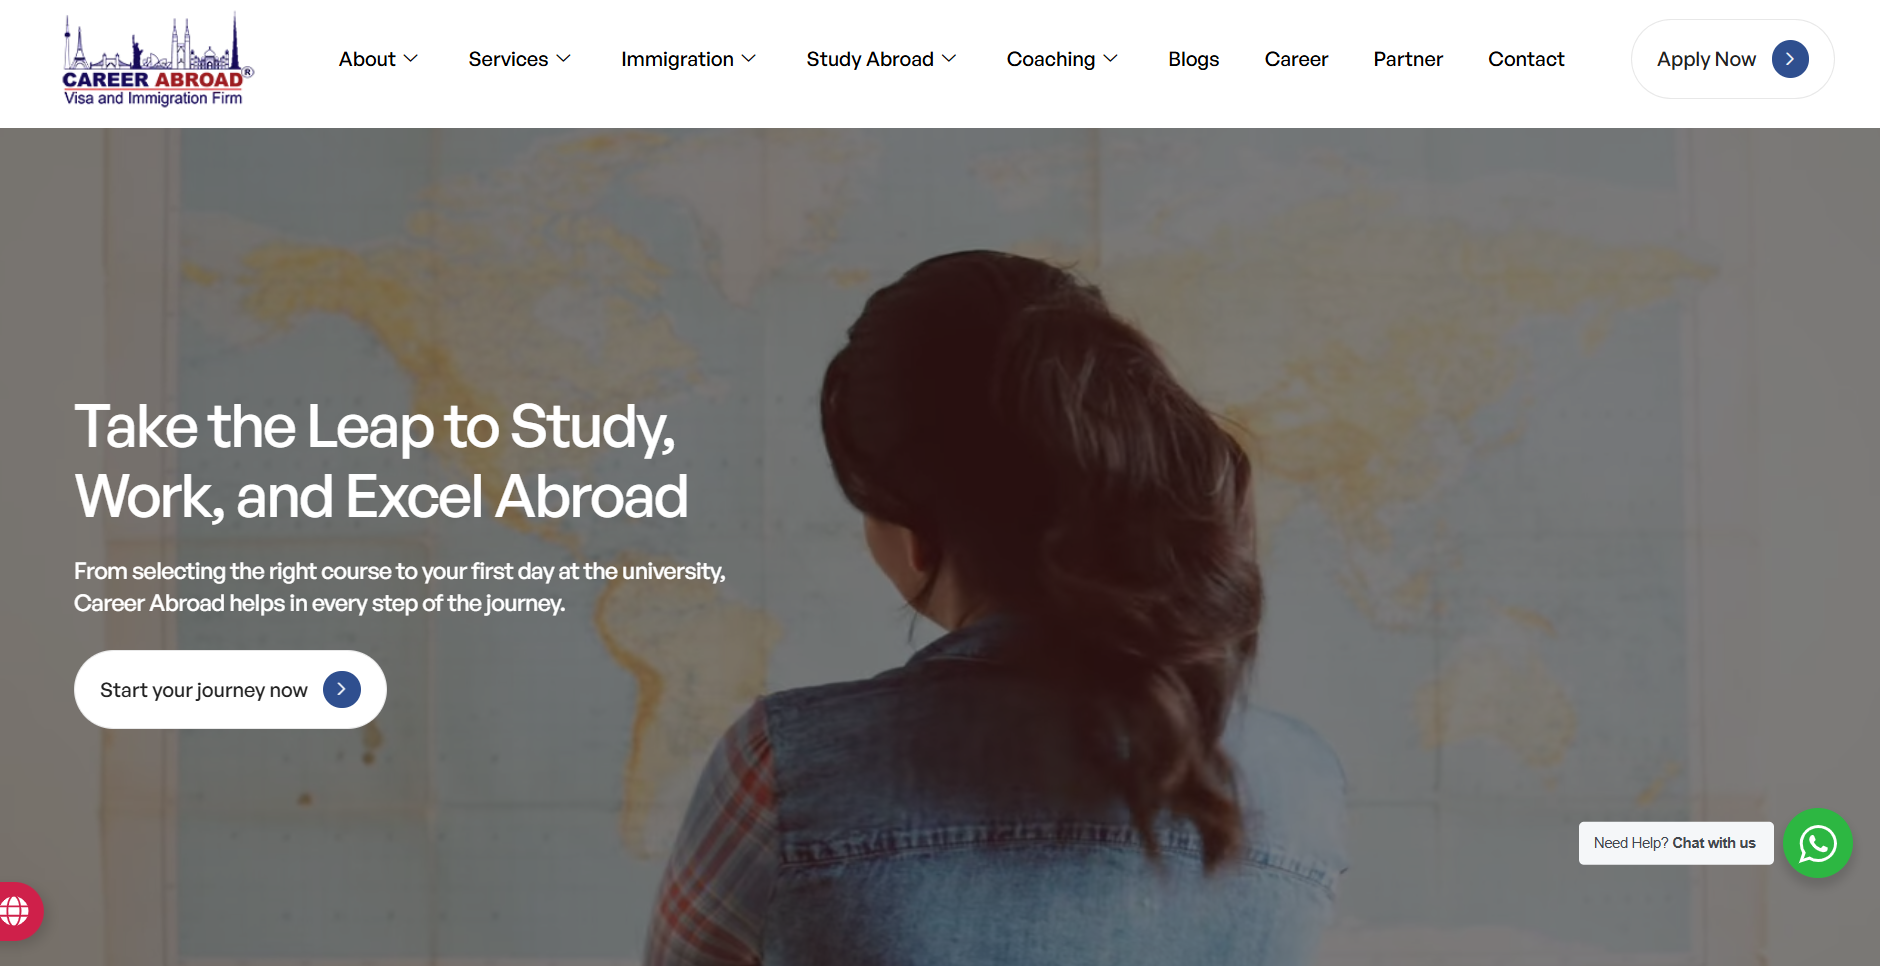 CAREER ABROAD®
Visa and Immigration Firm
About
Services
Immigration
Study Abroad
Coaching
Blogs
Career
Partner
Contact
Apply Now
Take the Leap to Study,
Work, and Excel Abroad
From selecting the right course to your first day at the university,
Career Abroad helps in every step of the journey.
Start your journey now
Need Help? Chat with us